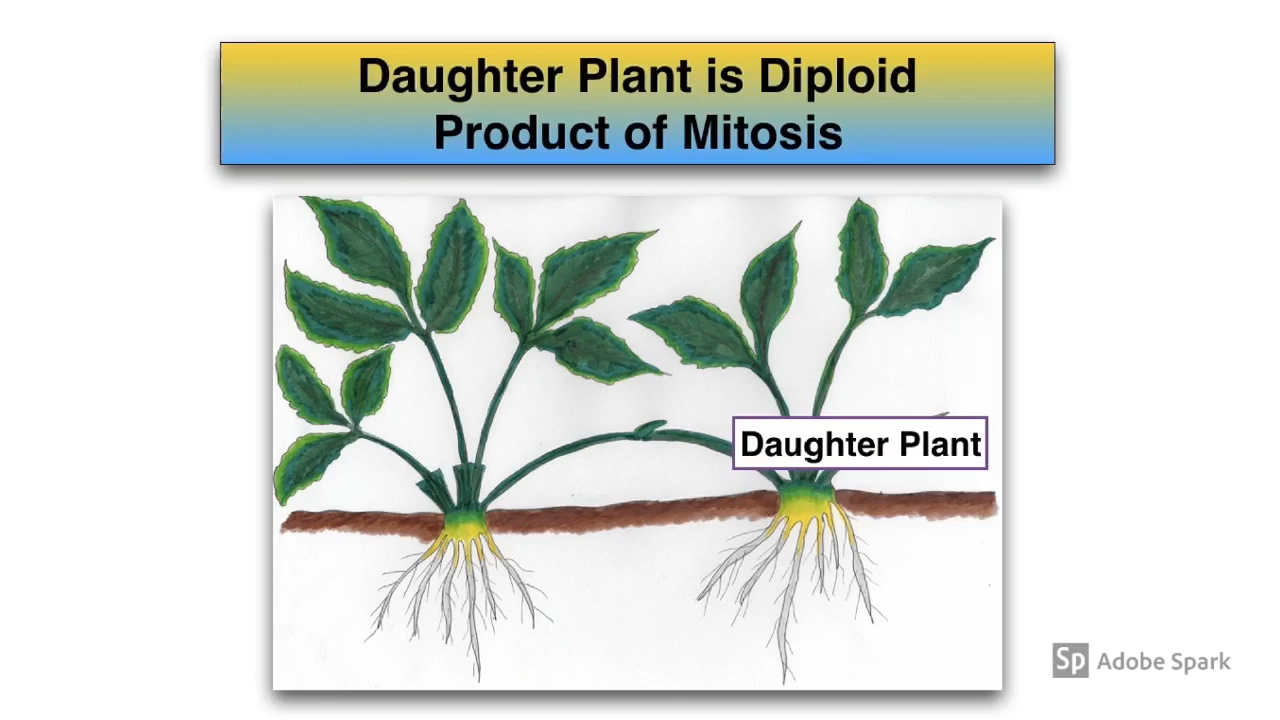 Daughter Plant is Diploid
Product of Mitosis
Daughter Plant
Sp Adobe Spark